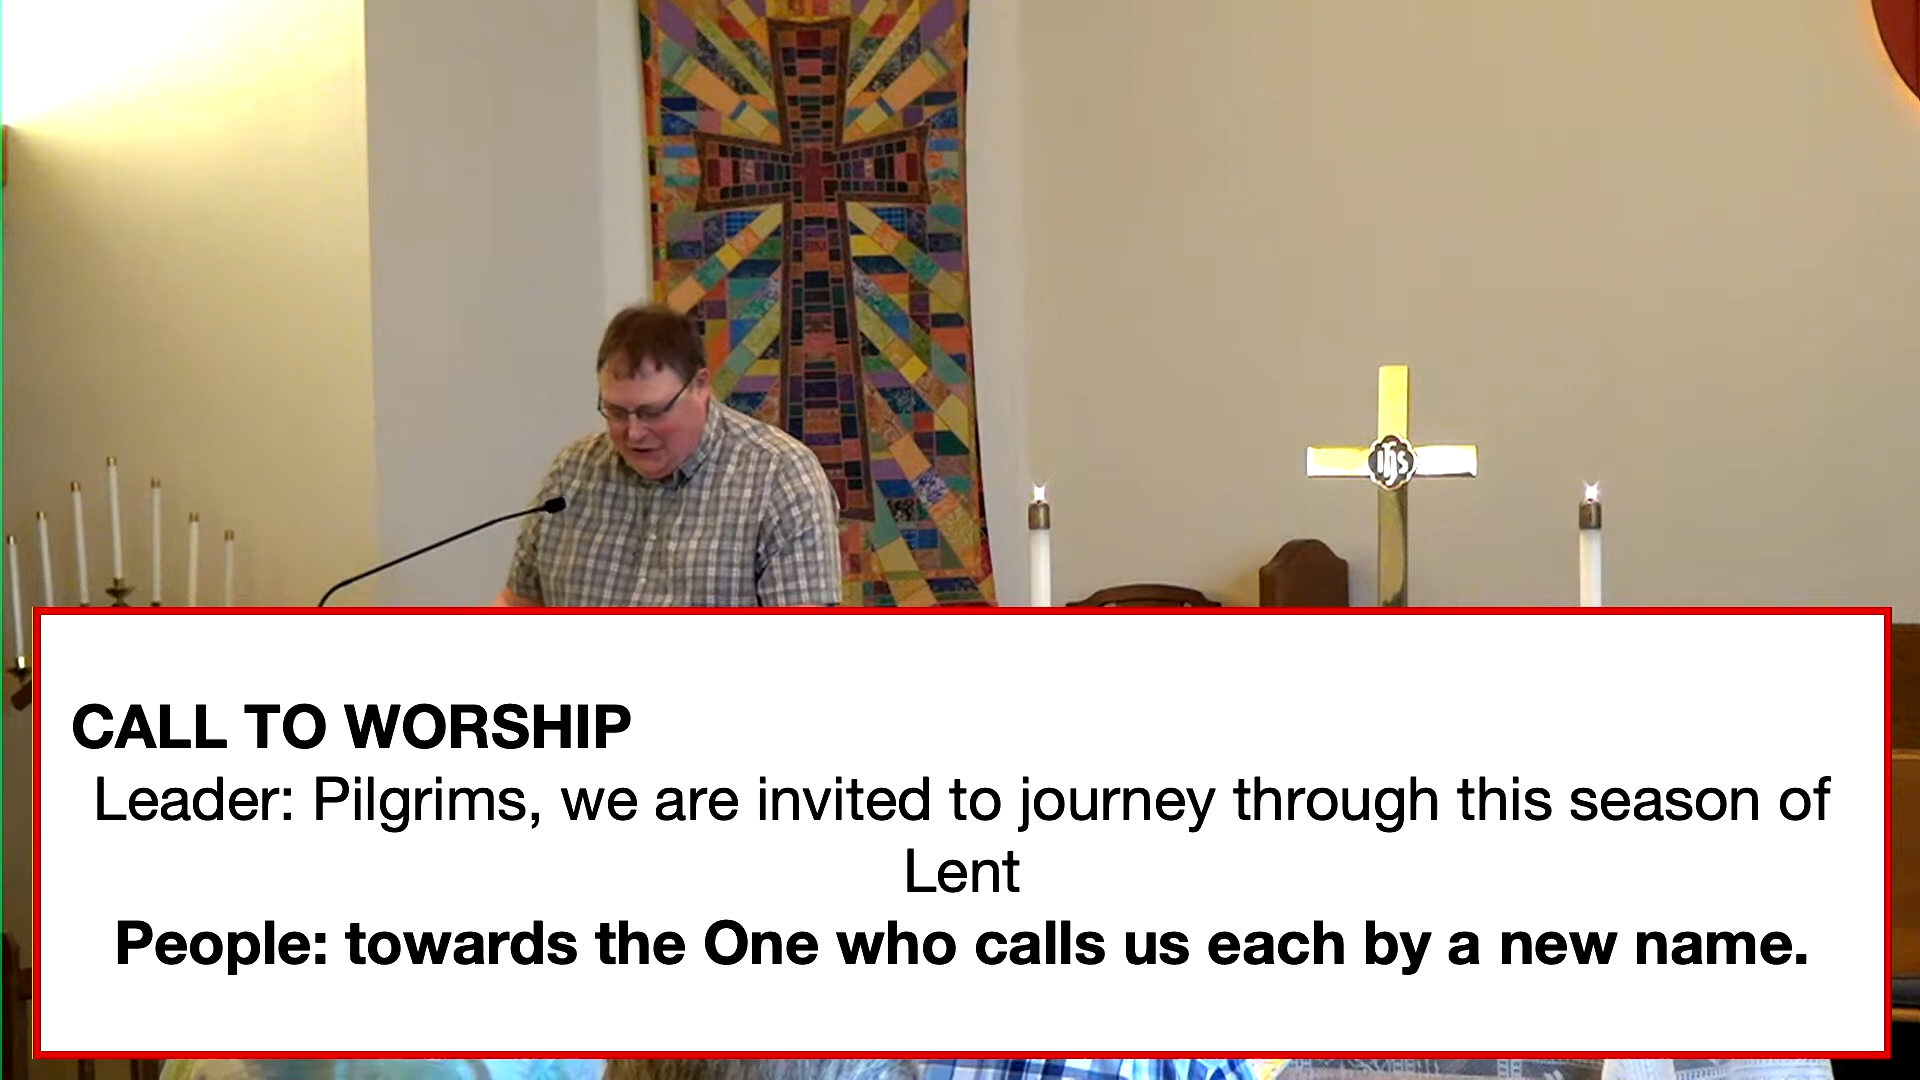 IHS
CALL TO WORSHIP
Leader: Pilgrims, we are invited to journey through this season of
Lent
People: towards the One who calls us each by a new name.